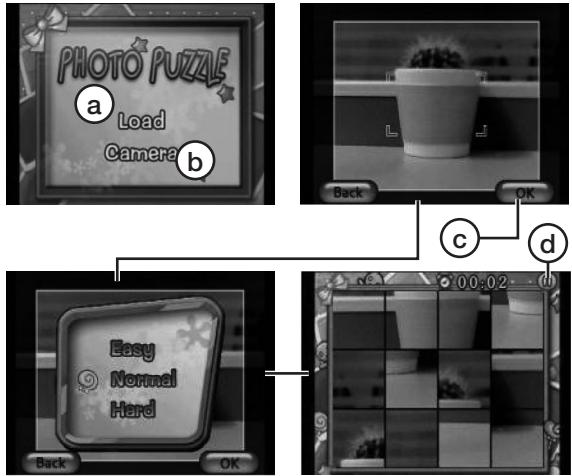 PHOTO PUZZLE
a
Load
Camera
b
Back
OK
c
d
Easy
Normal
Hard
Back
OK
00:02